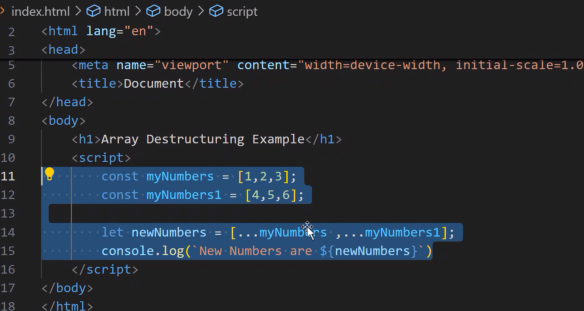 index.html > html > body > script
2 <html lang="en">
3 <head>
5 <meta name="viewport" content="width=device-width, initial-scale=1.0
6 <title>Document</title>
7 </head>
8 <body>
9 <h1>Array Destructuring Example</h1>
10 <script>
11 const myNumbers = [1,2,3];
12 const myNumbers1 = [4,5,6];
13
14 let newNumbers = [...myNumbers ,...myNumbers1];
15 console.log(`New Numbers are ${newNumbers}`)
16 </script>
17 </body>
18 </html>